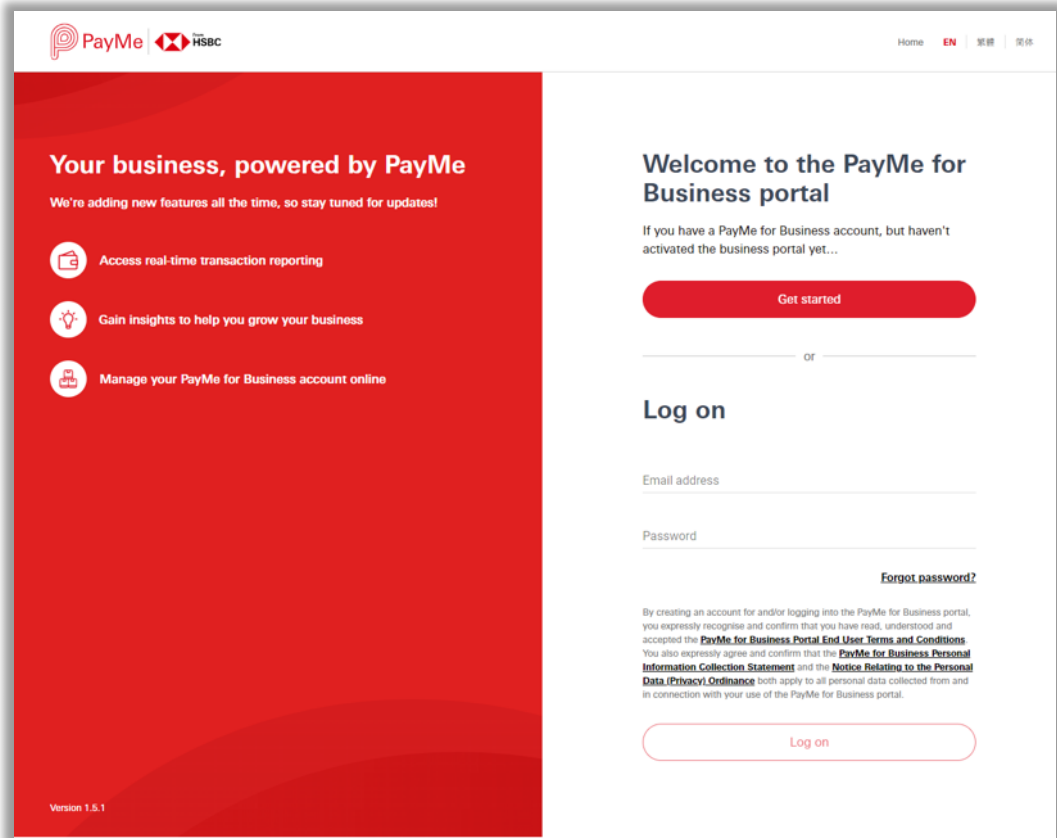 PayMe
From
HSBC
Home EN 繁體 简体
Your business, powered by PayMe
We're adding new features all the time, so stay tuned for updates!
Access real-time transaction reporting
Gain insights to help you grow your business
Manage your PayMe for Business account online
Version 1.5.1
Welcome to the PayMe for
Business portal
If you have a PayMe for Business account, but haven't
activated the business portal yet...
Get started
or
Log on
Email address
Password
Forgot password?
By creating an account for and/or logging into the PayMe for Business portal,
you expressly recognise and confirm that you have read, understood and
accepted the PayMe for Business Portal End User Terms and Conditions.
You also expressly agree and confirm that the PayMe for Business Personal
Information Collection Statement and the Notice Relating to the Personal
Data (Privacy) Ordinance both apply to all personal data collected from and
in connection with your use of the PayMe for Business portal.
Log on